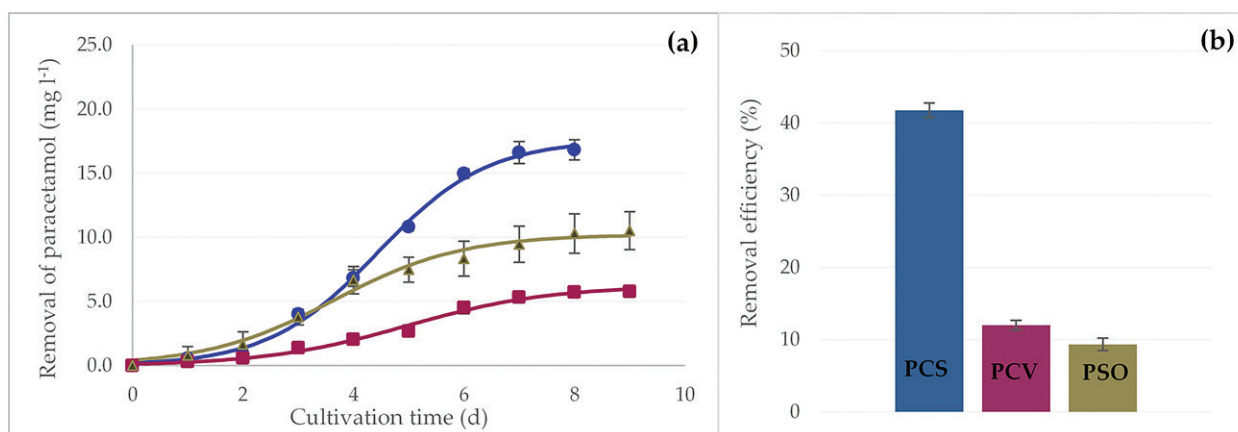 (a)
Removal of paracetamol (mg l⁻¹)
25.0
20.0
15.0
10.0
5.0
0.0
0 2 4 6 8 10
Cultivation time (d)
(b)
Removal efficiency (%)
50
40
30
20
10
0
PCS PCV PSO